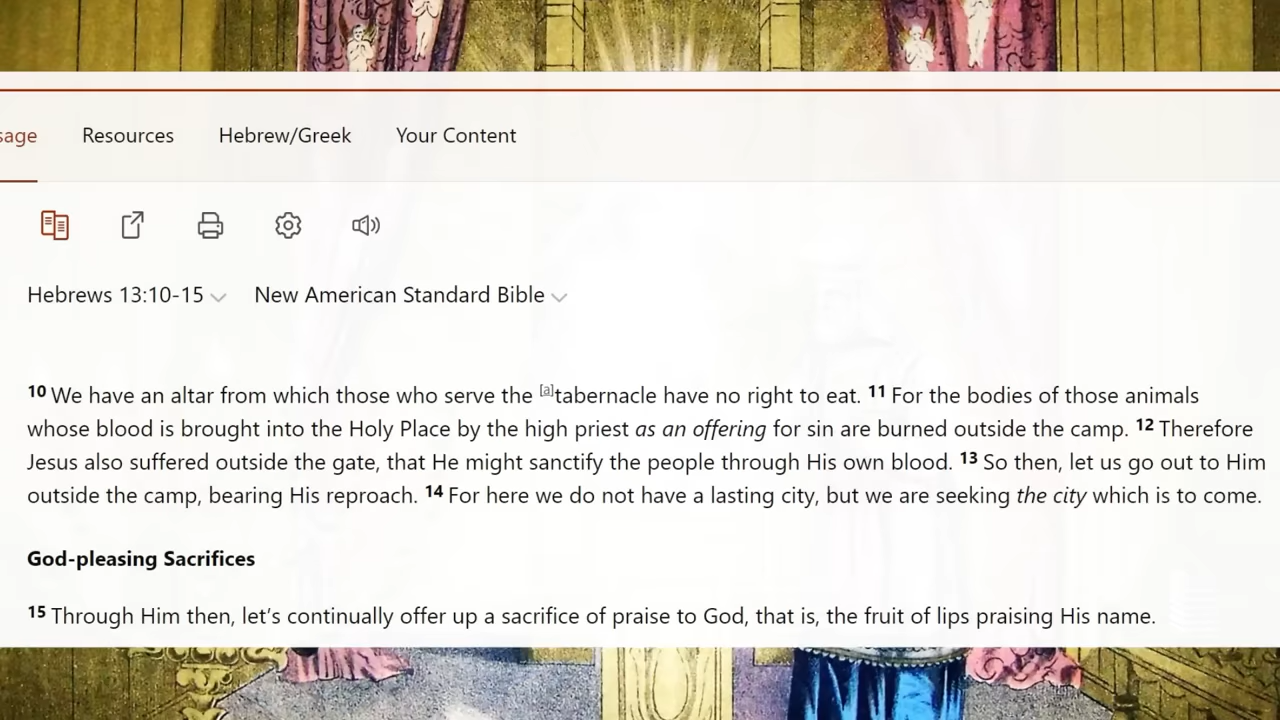 sage Resources Hebrew/Greek Your Content
Hebrews 13:10-15 New American Standard Bible
10 We have an altar from which those who serve the [a]tabernacle have no right to eat. 11 For the bodies of those animals
whose blood is brought into the Holy Place by the high priest as an offering for sin are burned outside the camp. 12 Therefore
Jesus also suffered outside the gate, that He might sanctify the people through His own blood. 13 So then, let us go out to Him
outside the camp, bearing His reproach. 14 For here we do not have a lasting city, but we are seeking the city which is to come.
God-pleasing Sacrifices
15 Through Him then, let’s continually offer up a sacrifice of praise to God, that is, the fruit of lips praising His name.